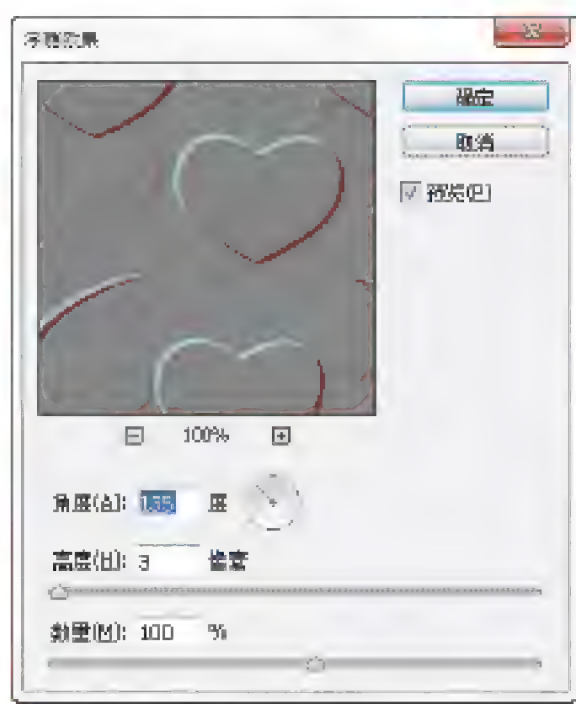 浮雕效果
确定
取消
预览(P)
100%
角度(A): 135 度
高度(H): 3 像素
数量(M): 100 %